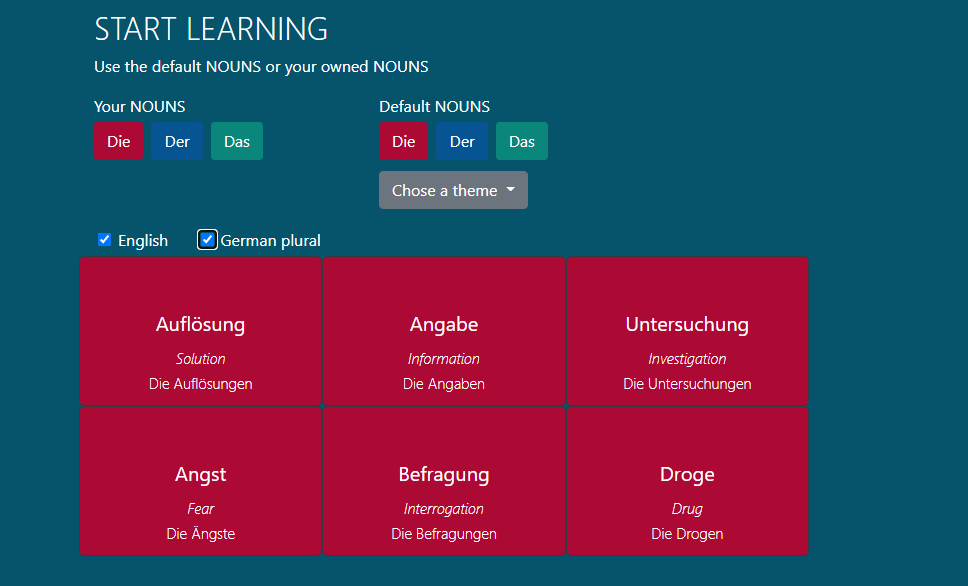 START LEARNING
Use the default NOUNS or your owned NOUNS
Your NOUNS
Die Der Das
Default NOUNS
Die Der Das
Chose a theme
English German plural
Auflösung
Solution
Die Auflösungen
Angabe
Information
Die Angaben
Untersuchung
Investigation
Die Untersuchungen
Angst
Fear
Die Ängste
Befragung
Interrogation
Die Befragungen
Droge
Drug
Die Drogen